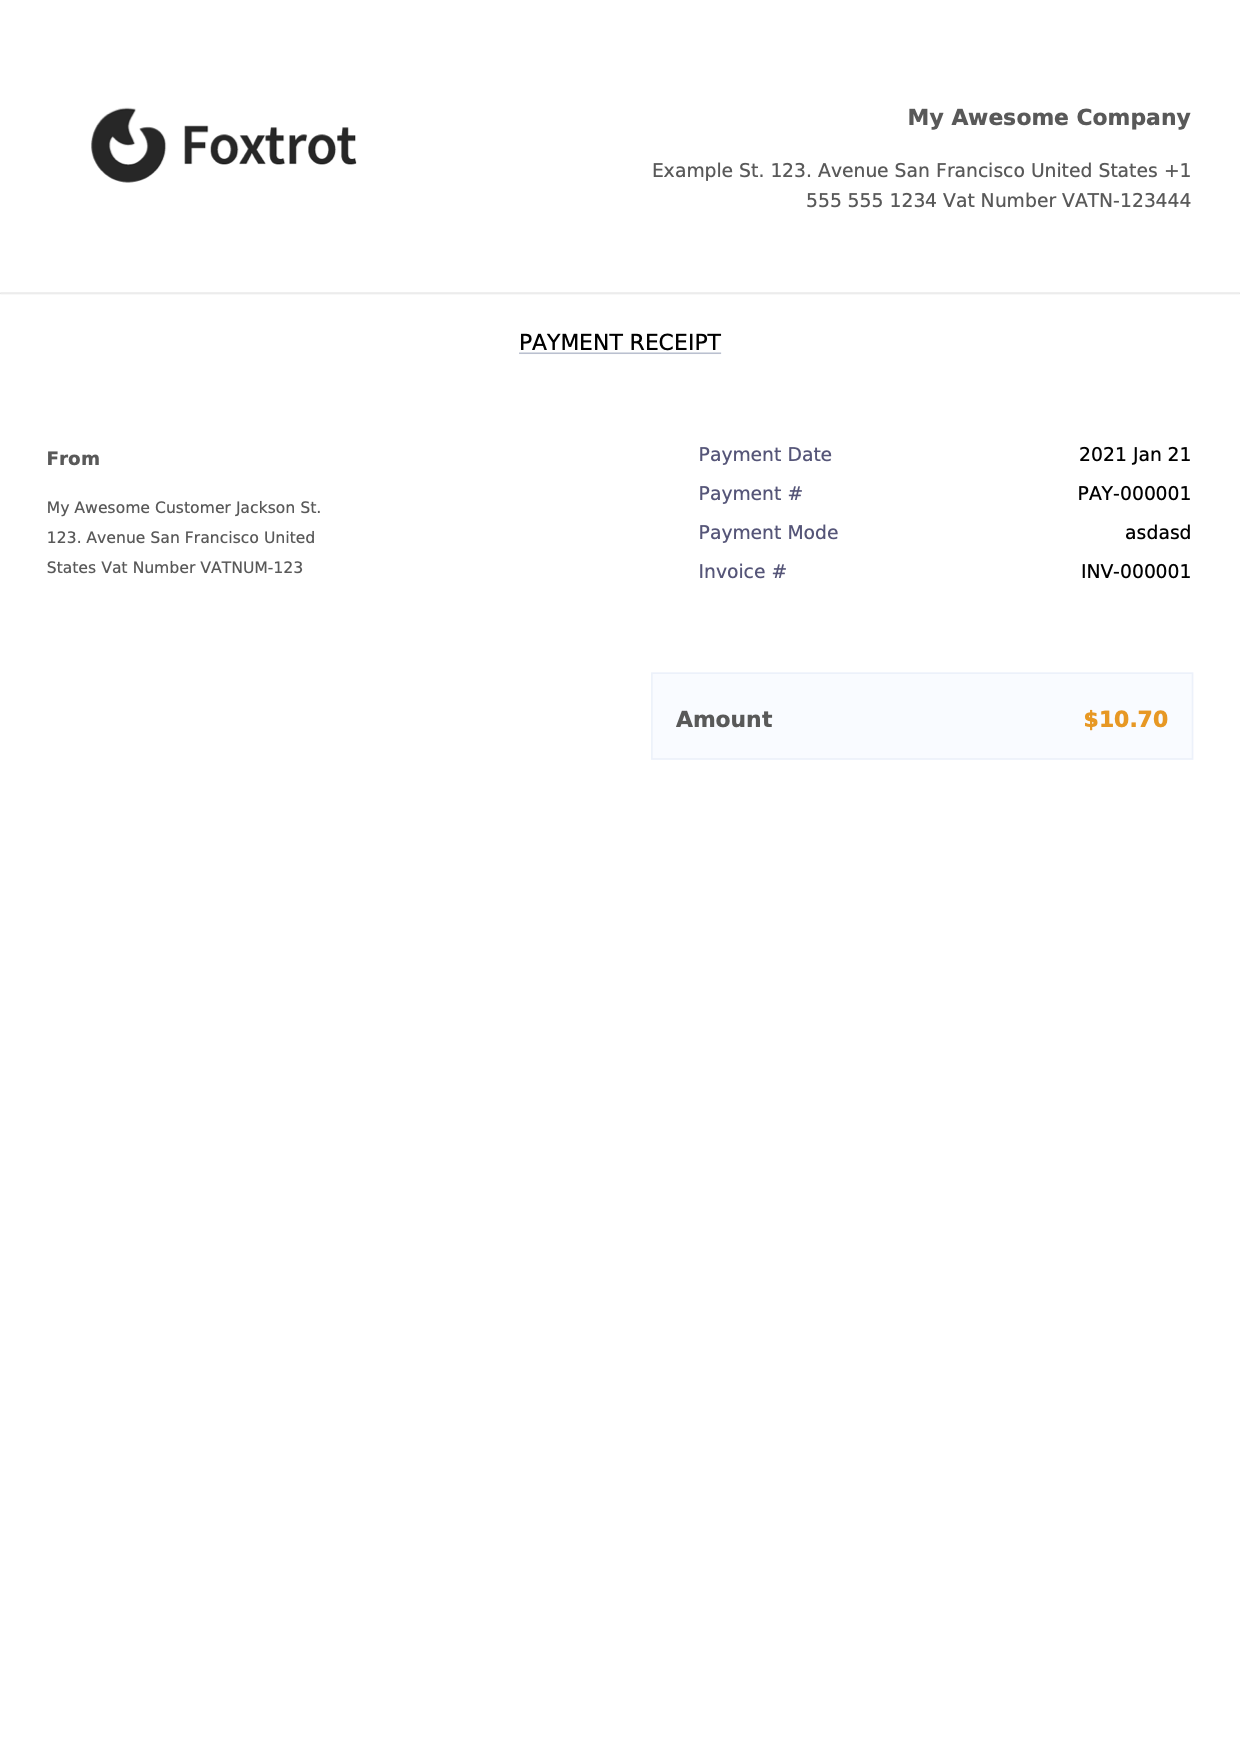 Foxtrot
My Awesome Company
Example St. 123. Avenue San Francisco United States +1
555 555 1234 Vat Number VATN-123444
PAYMENT RECEIPT
From
My Awesome Customer Jackson St.
123. Avenue San Francisco United
States Vat Number VATNUM-123
Payment Date 2021 Jan 21
Payment # PAY-000001
Payment Mode asdasd
Invoice # INV-000001
Amount $10.70